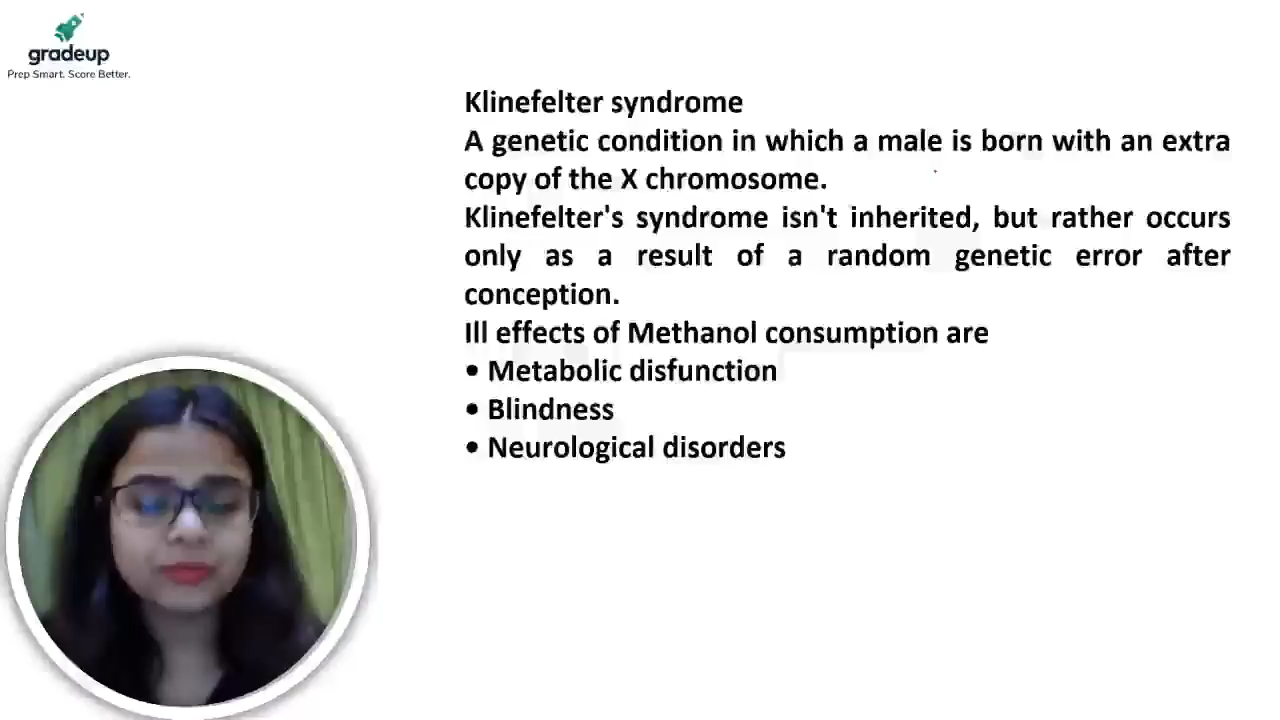 gradeup
Prep Smart. Score Better.
Klinefelter syndrome
A genetic condition in which a male is born with an extra
copy of the X chromosome.
Klinefelter's syndrome isn't inherited, but rather occurs
only as a result of a random genetic error after
conception.
Ill effects of Methanol consumption are
• Metabolic disfunction
• Blindness
• Neurological disorders